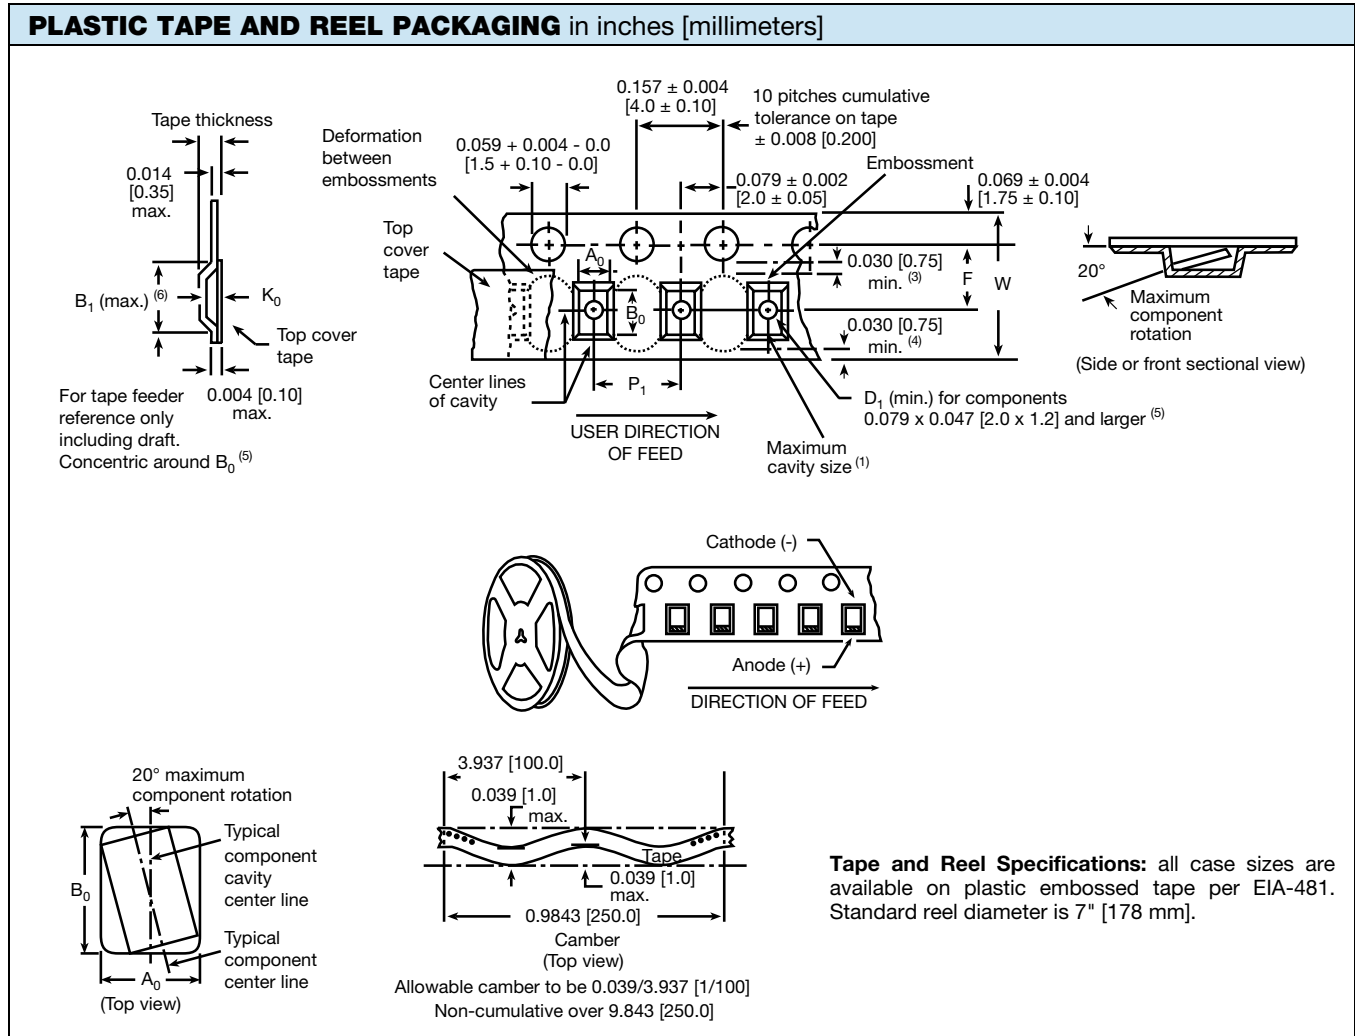 PLASTIC TAPE AND REEL PACKAGING in inches [millimeters]
Tape thickness
0.014
[0.35]
max.
B1 (max.) (6)
K0
Top cover
tape
For tape feeder
reference only
including draft.
Concentric around B0 (5)
0.004 [0.10]
max.
Deformation
between
embossments
Top
cover
tape
0.059 + 0.004 - 0.0
[1.5 + 0.10 - 0.0]
0.157 ± 0.004
[4.0 ± 0.10]
10 pitches cumulative
tolerance on tape
± 0.008 [0.200]
Embossment
0.079 ± 0.002
[2.0 ± 0.05]
0.069 ± 0.004
[1.75 ± 0.10]
A0
B0
0.030 [0.75]
min. (3)
F
W
0.030 [0.75]
min. (4)
Center lines
of cavity
P1
USER DIRECTION
OF FEED
D1 (min.) for components
0.079 x 0.047 [2.0 x 1.2] and larger (5)
Maximum
cavity size (1)
20°
Maximum
component
rotation
(Side or front sectional view)
Cathode (-)
Anode (+)
DIRECTION OF FEED
20° maximum
component rotation
Typical
component
cavity
center line
B0
Typical
component
center line
A0
(Top view)
3.937 [100.0]
0.039 [1.0]
max.
Tape
0.039 [1.0]
max.
0.9843 [250.0]
Camber
(Top view)
Allowable camber to be 0.039/3.937 [1/100]
Non-cumulative over 9.843 [250.0]
Tape and Reel Specifications: all case sizes are
available on plastic embossed tape per EIA-481.
Standard reel diameter is 7" [178 mm].